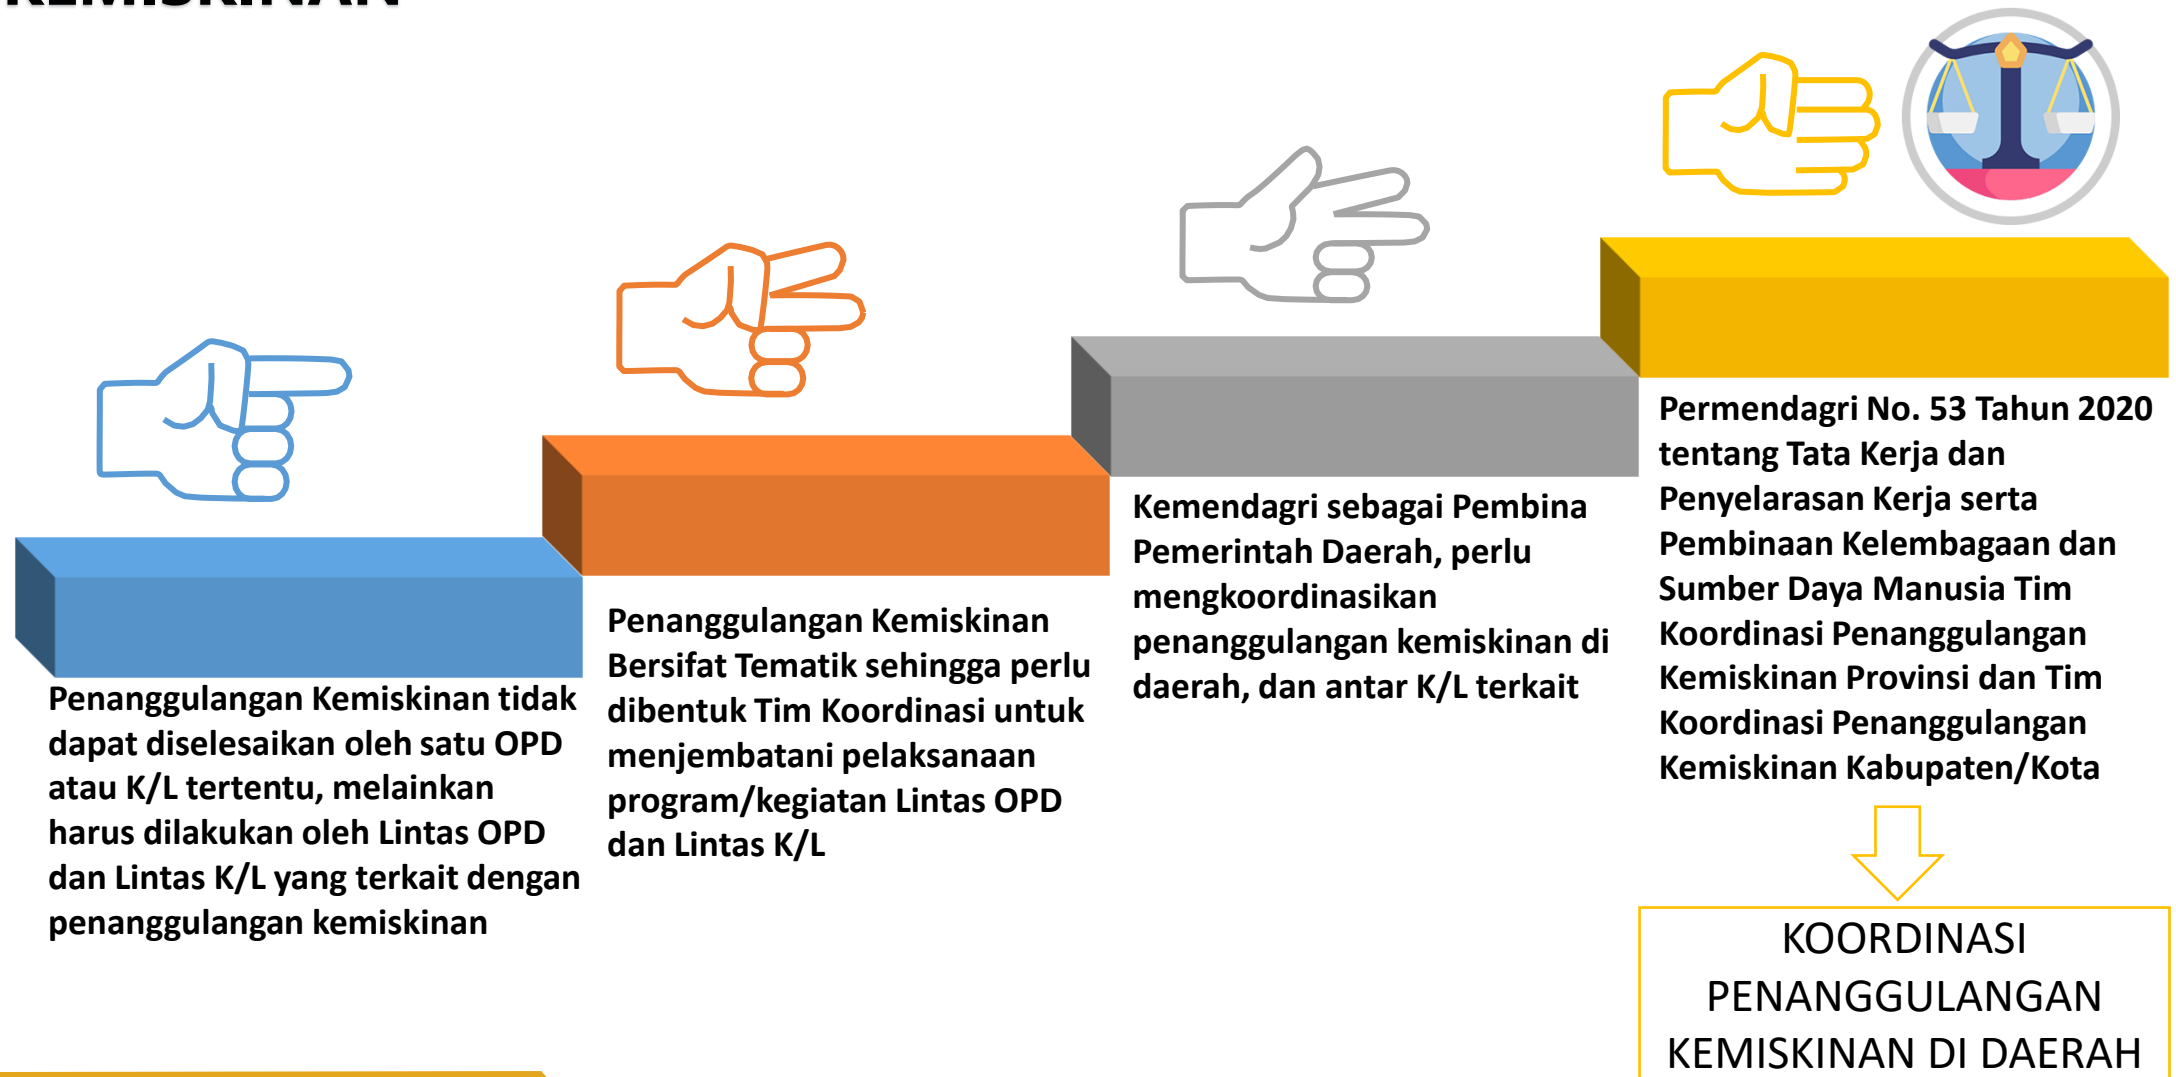 KEMISKINAN
Penanggulangan Kemiskinan tidak
dapat diselesaikan oleh satu OPD
atau K/L tertentu, melainkan
harus dilakukan oleh Lintas OPD
dan Lintas K/L yang terkait dengan
penanggulangan kemiskinan
Penanggulangan Kemiskinan
Bersifat Tematik sehingga perlu
dibentuk Tim Koordinasi untuk
menjembatani pelaksanaan
program/kegiatan Lintas OPD
dan Lintas K/L
Kemendagri sebagai Pembina
Pemerintah Daerah, perlu
mengkoordinasikan
penanggulangan kemiskinan di
daerah, dan antar K/L terkait
Permendagri No. 53 Tahun 2020
tentang Tata Kerja dan
Penyelarasan Kerja serta
Pembinaan Kelembagaan dan
Sumber Daya Manusia Tim
Koordinasi Penanggulangan
Kemiskinan Provinsi dan Tim
Koordinasi Penanggulangan
Kemiskinan Kabupaten/Kota
KOORDINASI
PENANGGULANGAN
KEMISKINAN DI DAERAH